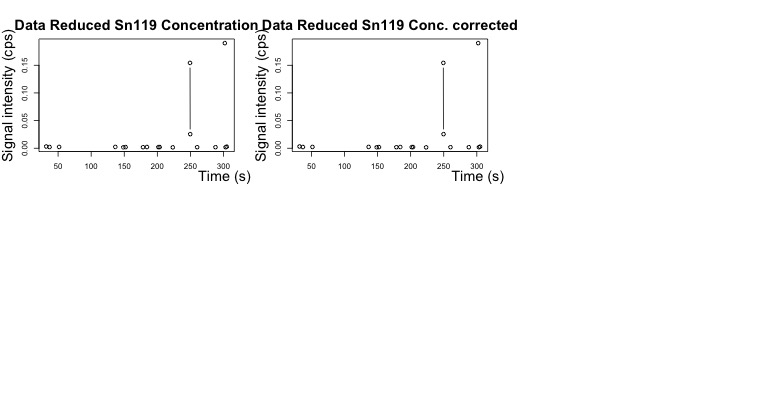 Data Reduced Sn119 Concentration
Signal intensity (cps)
0.00 0.05 0.10 0.15
50 100 150 200 250 300
Time (s)
Data Reduced Sn119 Conc. corrected
Signal intensity (cps)
0.00 0.05 0.10 0.15
50 100 150 200 250 300
Time (s)